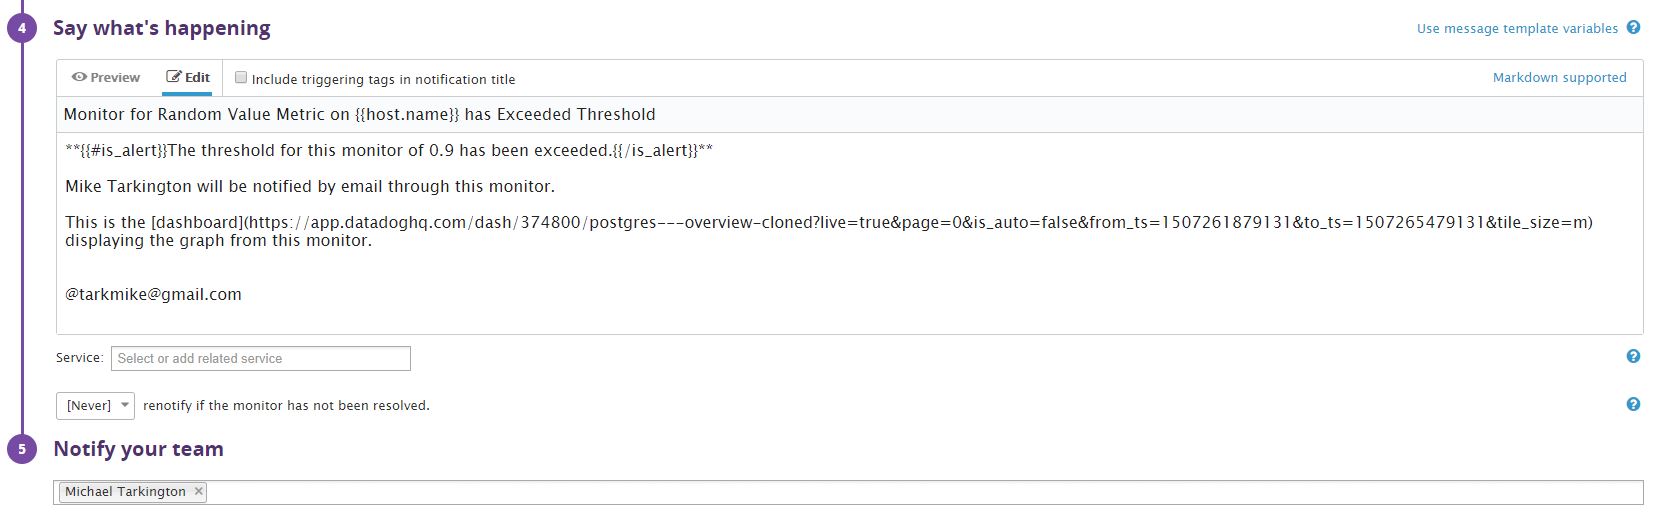 4 Say what's happening Use message template variables ?
Preview Edit Include triggering tags in notification title Markdown supported
Monitor for Random Value Metric on {{host.name}} has Exceeded Threshold
**{{#is_alert}}The threshold for this monitor of 0.9 has been exceeded.{{/is_alert}}**
Mike Tarkington will be notified by email through this monitor.
This is the [dashboard](https://app.datadoghq.com/dash/374800/postgres---overview-cloned?live=true&page=0&is_auto=false&from_ts=1507261879131&to_ts=1507265479131&tile_size=m)
displaying the graph from this monitor.
@tarkmike@gmail.com
Service: Select or add related service ?
[Never] renotify if the monitor has not been resolved. ?
5 Notify your team
Michael Tarkington ×